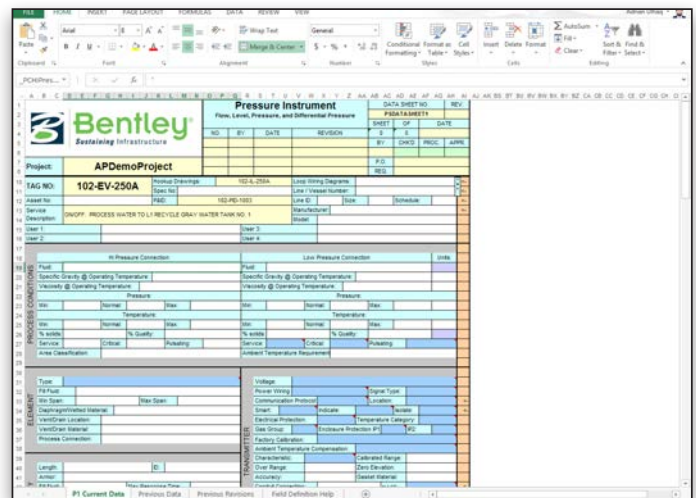 FILE HOME INSERT PAGE LAYOUT FORMULAS DATA REVIEW VIEW
Arial
Wrap Text
General
AutoSum
Paste
B I U
Merge & Center
$ % ,
Conditional Formatting
Format as Table
Cell Styles
Insert Delete Format
Fill
Clear
Sort & Filter
Find & Select
Clipboard Font Alignment Number Styles Cells Editing
Bentley
Sustaining Infrastructure
Pressure Instrument
Flow, Level, Pressure, and Differential Pressure
DATA SHEET NO REV.
PSDATASHEET1
SHEET OF DATE
NO BY DATE REVISION
BY CHK'D PROC. APPR.
Project: APDemoProject
P.O.
REQ.
TAG NO: 102-EV-250A
Hookup Drawings: 102-IL-250A Loop Wiring Diagrams:
Spec No: Line / Vessel Number:
Asset No: P&ID: 102-PID-1003 Line ID: Size: Schedule:
Service Description: ON/OFF: PROCESS WATER TO L1 RECYCLE GRAY WATER TANK NO. 1
Manufacturer:
Model:
User 1: User 3:
User 2: User 4:
PROCESS CONDITIONS
Hi Pressure Connection: Low Pressure Connection: Units
Fluid: Fluid:
Specific Gravity @ Operating Temperature: Specific Gravity @ Operating Temperature:
Viscosity @ Operating Temperature: Viscosity @ Operating Temperature:
Pressure: Pressure:
Min: Normal: Max: Min: Normal: Max:
Temperature: Temperature:
Min: Normal: Max: Min: Normal: Max:
% solids: % Quality: % solids: % Quality:
Service: Critical: Pulsating: Service: Critical: Pulsating:
Area Classification: Ambient Temperature Requirement
ELEMENT
TRANSMITTER
Type: Voltage:
Fill Fluid: Power Wiring: Signal Type:
Min Span: Max Span: Communication Protocol: Location:
Diaphragm/Wetted Material: Smart: Indicate: Isolate:
Vent/Drain Location: Electrical Protection: Temperature Category:
Vent/Drain Material: Gas Group: Enclosure Protection IP1: IP2:
Process Connection: Factory Calibration:
Ambient Temperature Compensation:
Characteristic: Calibrated Range:
Length: ID: Over Range: Zero Elevation:
Armor: Accuracy: Gasket Material:
P1 Current Data Previous Data Previous Revisions Field Definition Help